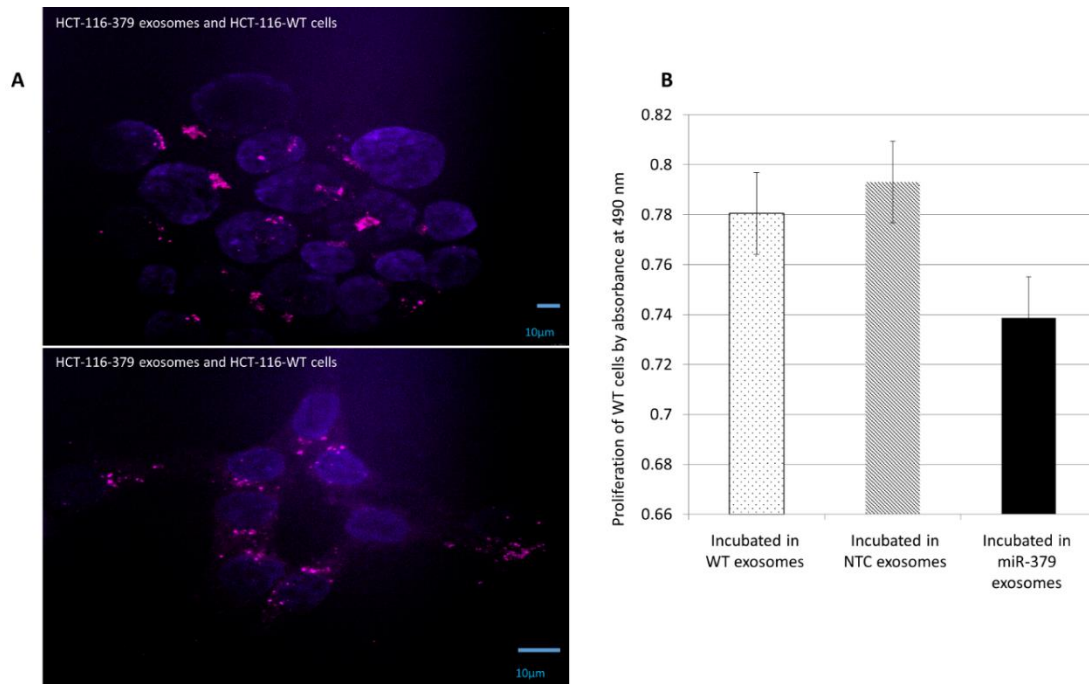 A
HCT-116-379 exosomes and HCT-116-WT cells
10µm
HCT-116-379 exosomes and HCT-116-WT cells
10µm
B
Proliferation of WT cells by absorbance at 490 nm
0.82
0.8
0.78
0.76
0.74
0.72
0.7
0.68
0.66
Incubated in
WT exosomes
Incubated in
NTC exosomes
Incubated in
miR-379
exosomes